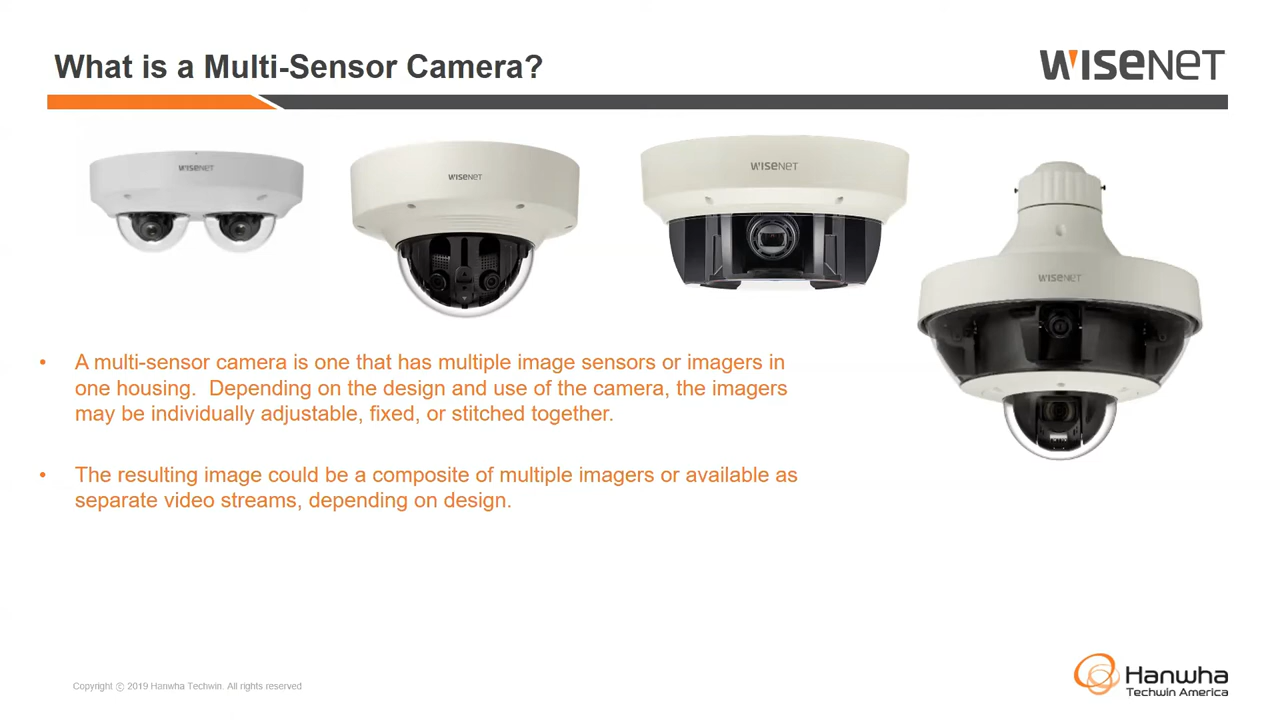 What is a Multi-Sensor Camera?
WISENET
WISENET
WISENET
WISENET
WISENET
• A multi-sensor camera is one that has multiple image sensors or imagers in
one housing.  Depending on the design and use of the camera, the imagers
may be individually adjustable, fixed, or stitched together.
• The resulting image could be a composite of multiple imagers or available as
separate video streams, depending on design.
Copyright ⓒ 2019 Hanwha Techwin. All rights reserved
Hanwha
Techwin America